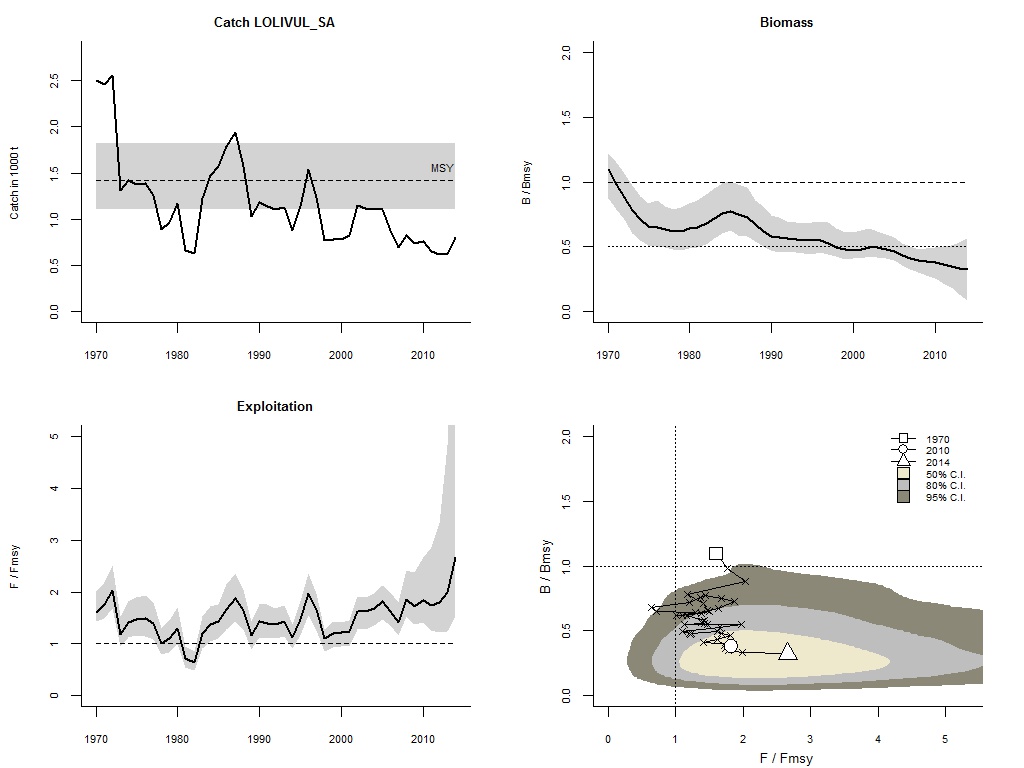 Catch LOLIVUL_SA
Catch in 1000 t
0.0 0.5 1.0 1.5 2.0 2.5
MSY
1970 1980 1990 2000 2010
Biomass
B / Bmsy
0.0 0.5 1.0 1.5 2.0
1970 1980 1990 2000 2010
Exploitation
F / Fmsy
0 1 2 3 4 5
1970 1980 1990 2000 2010
B / Bmsy
0.0 0.5 1.0 1.5 2.0
1970
2010
2014
50% C.I.
80% C.I.
95% C.I.
0 1 2 3 4 5
F / Fmsy